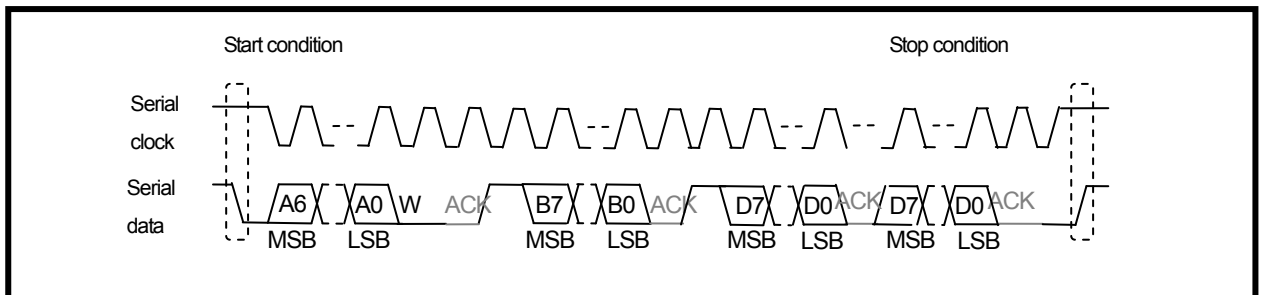 Start condition Stop condition
Serial clock
Serial data
A6 A0 W ACK B7 B0 ACK D7 D0 ACK D7 D0 ACK
MSB LSB MSB LSB MSB LSB MSB LSB